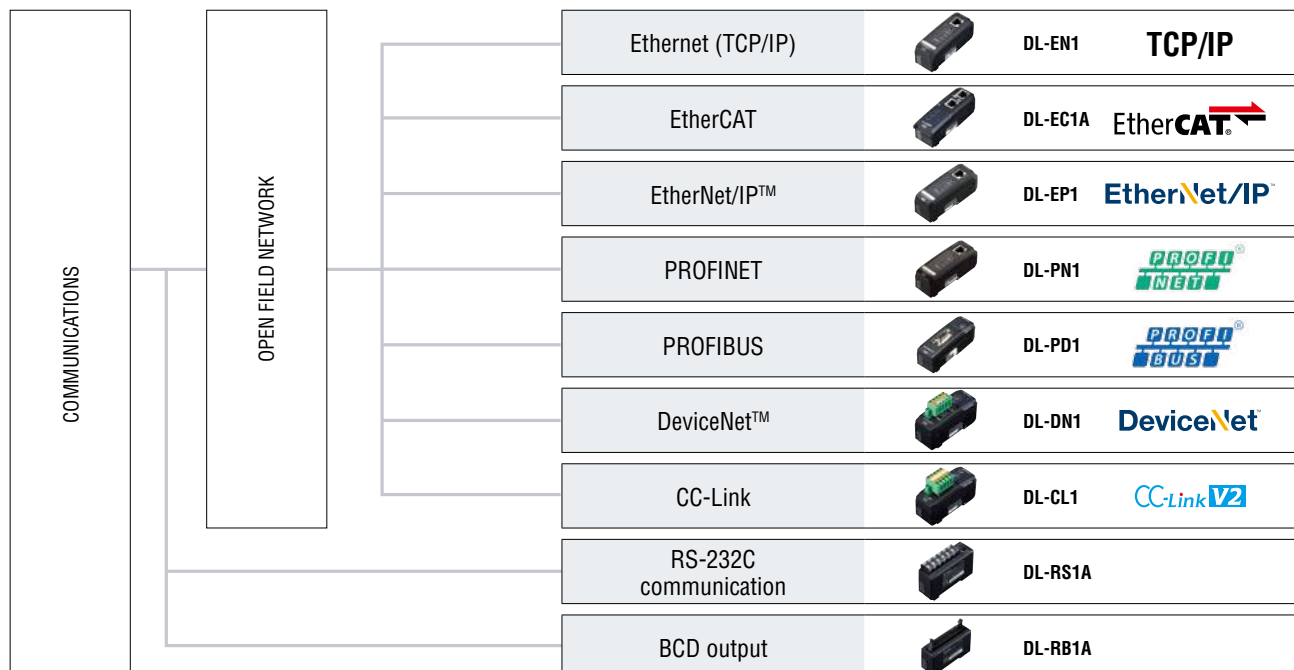 COMMUNICATIONS
OPEN FIELD NETWORK
Ethernet (TCP/IP)
DL-EN1
TCP/IP
EtherCAT
DL-EC1A
EtherCAT®
EtherNet/IP™
DL-EP1
EtherNet/IP™
PROFINET
DL-PN1
PROFI®
NET
PROFIBUS
DL-PD1
PROFI®
BUS
DeviceNet™
DL-DN1
DeviceNet™
CC-Link
DL-CL1
CC-Link V2
RS-232C
communication
DL-RS1A
BCD output
DL-RB1A